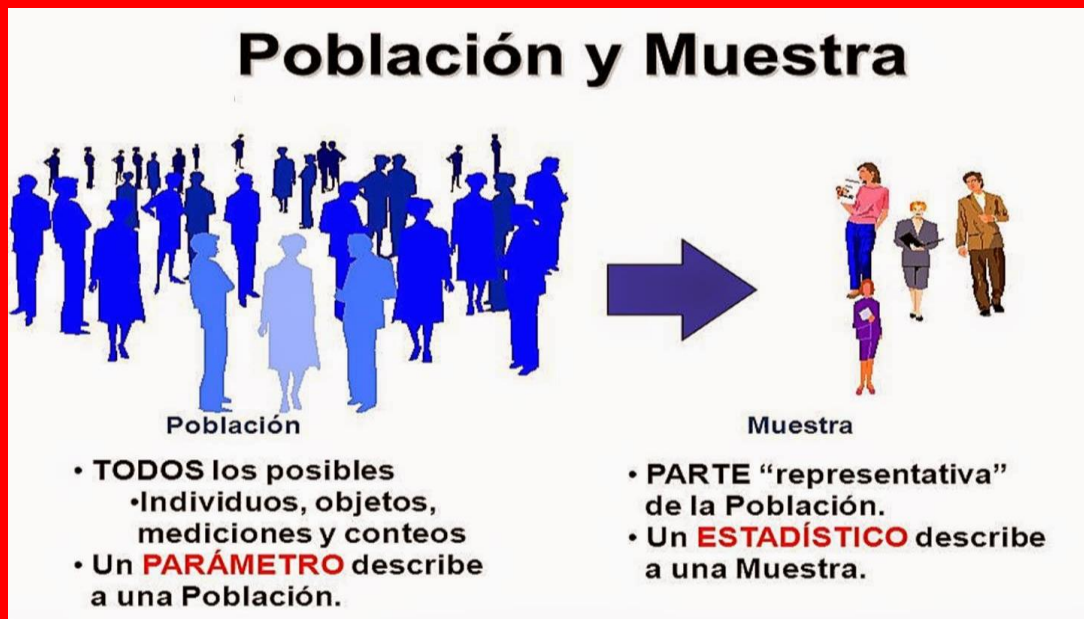 Población y Muestra
Población
• TODOS los posibles
•Individuos, objetos,
mediciones y conteos
• Un PARÁMETRO describe
a una Población.
Muestra
• PARTE “representativa”
de la Población.
• Un ESTADÍSTICO describe
a una Muestra.